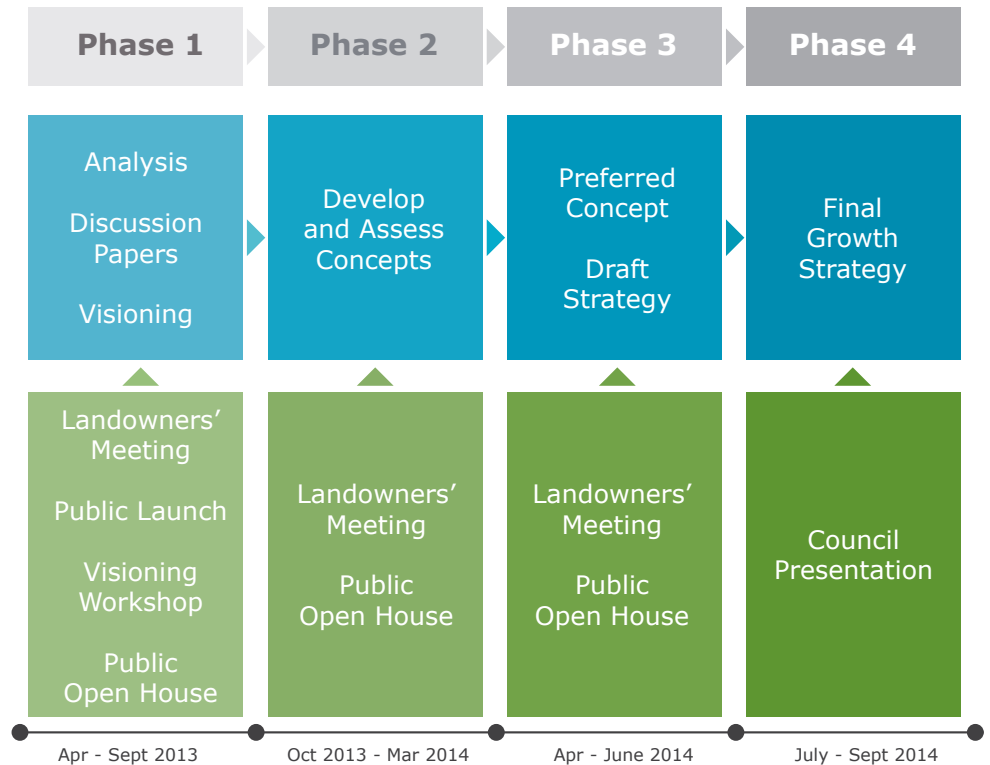 Phase 1
Phase 2
Phase 3
Phase 4
Analysis
Discussion
Papers
Visioning
Develop
and Assess
Concepts
Preferred
Concept
Draft
Strategy
Final
Growth
Strategy
Landowners’
Meeting
Public Launch
Visioning
Workshop
Public
Open House
Landowners’
Meeting
Public
Open House
Landowners’
Meeting
Public
Open House
Council
Presentation
Apr - Sept 2013
Oct 2013 - Mar 2014
Apr - June 2014
July - Sept 2014